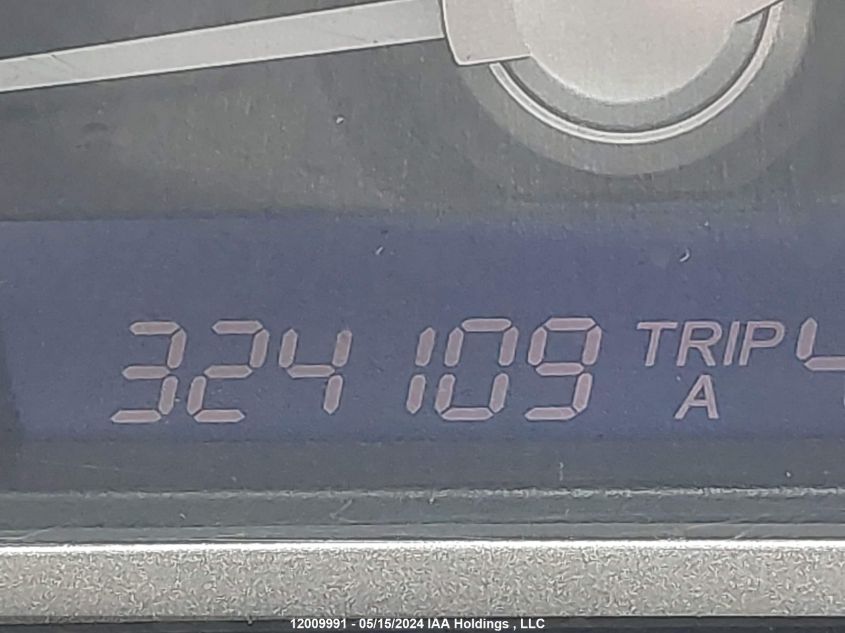 324109 TRIP
A
12009991 - 05/15/2024 IAA Holdings , LLC